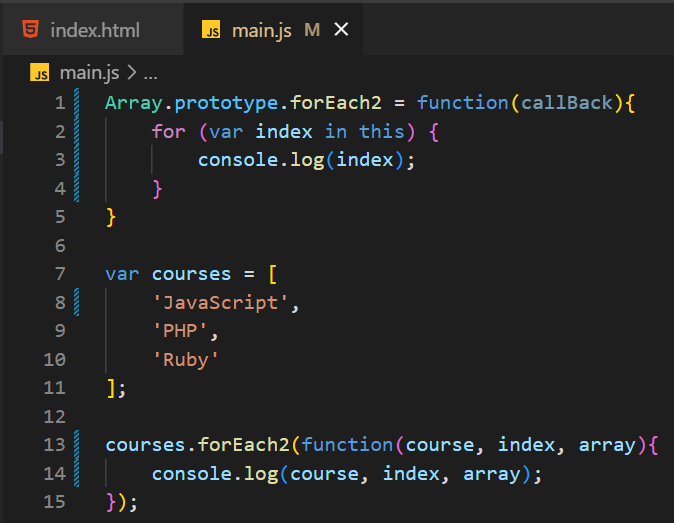 index.html
JS main.js M ×
JS main.js > ...
1 Array.prototype.forEach2 = function(callBack){
2     for (var index in this) {
3         console.log(index);
4     }
5 }
6
7 var courses = [
8     'JavaScript',
9     'PHP',
10     'Ruby'
11 ];
12
13 courses.forEach2(function(course, index, array){
14     console.log(course, index, array);
15 });